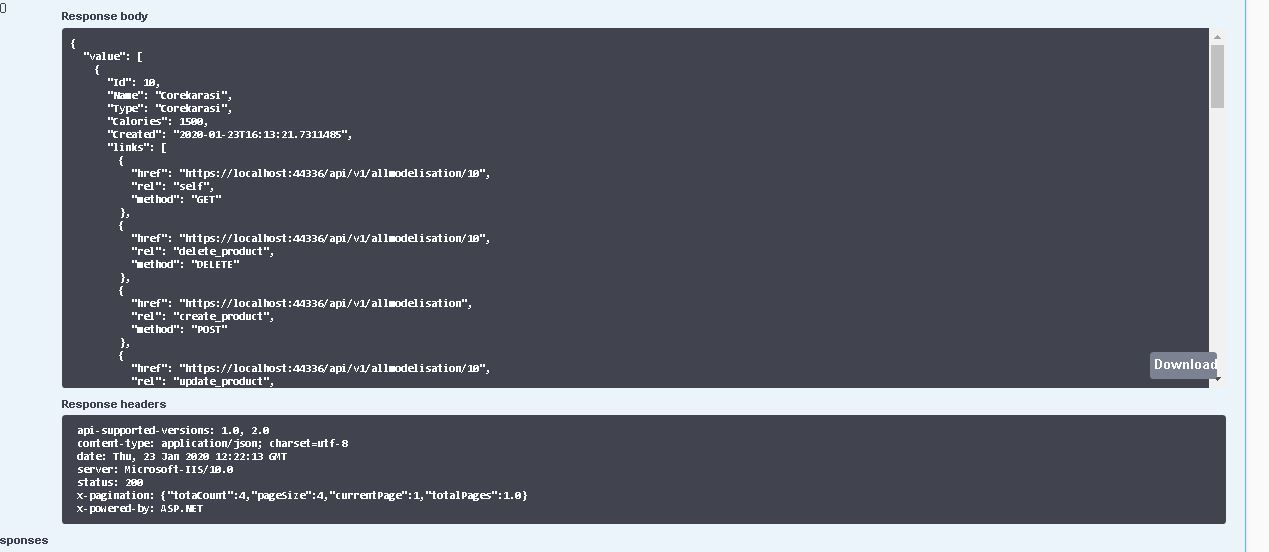 0
Response body
{
"value": [
{
"Id": 10,
"Name": "Corekarasi",
"Type": "Corekarasi",
"Calories": 1500,
"Created": "2020-01-23T16:13:21.7311485",
"links": [
{
"href": "https://localhost:44336/api/v1/allmodelisation/10",
"rel": "self",
"method": "GET"
},
{
"href": "https://localhost:44336/api/v1/allmodelisation/10",
"rel": "delete_product",
"method": "DELETE"
},
{
"href": "https://localhost:44336/api/v1/allmodelisation",
"rel": "create_product",
"method": "POST"
},
{
"href": "https://localhost:44336/api/v1/allmodelisation/10",
"rel": "update_product",
Download
Response headers
api-supported-versions: 1.0, 2.0
content-type: application/json; charset=utf-8
date: Thu, 23 Jan 2020 12:22:13 GMT
server: Microsoft-IIS/10.0
status: 200
x-pagination: {"totaCount":4,"pageSize":4,"currentPage":1,"totalPages":1.0}
x-powered-by: ASP.NET
sponses